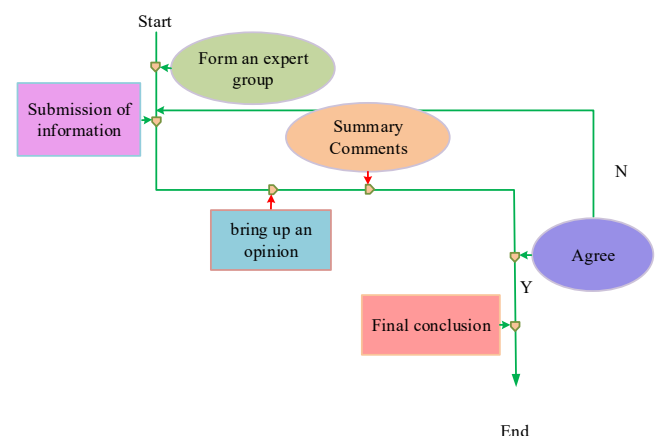 Start
Form an expert
group
Submission of
information
Summary
Comments
N
bring up an
opinion
Agree
Y
Final conclusion
End